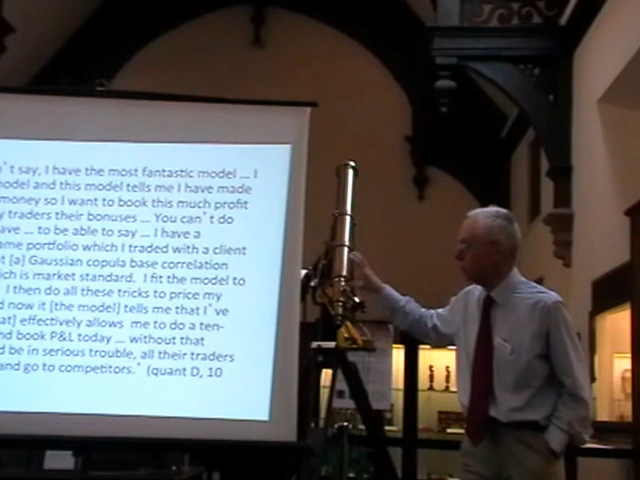 't say, I have the most fantastic model ... I
odel and this model tells me I have made
money so I want to book this much profit
y traders their bonuses ... You can't do
ave ... to be able to say ... I have a
ame portfolio which I traded with a client
t [a] Gaussian copula base correlation
ich is market standard. I fit the model to
I then do all these tricks to price my
d now it [the model] tells me that I've
at] effectively allows me to do a ten-
nd book P&L today ... without that
d be in serious trouble, all their traders
and go to competitors.' (quant D, 10